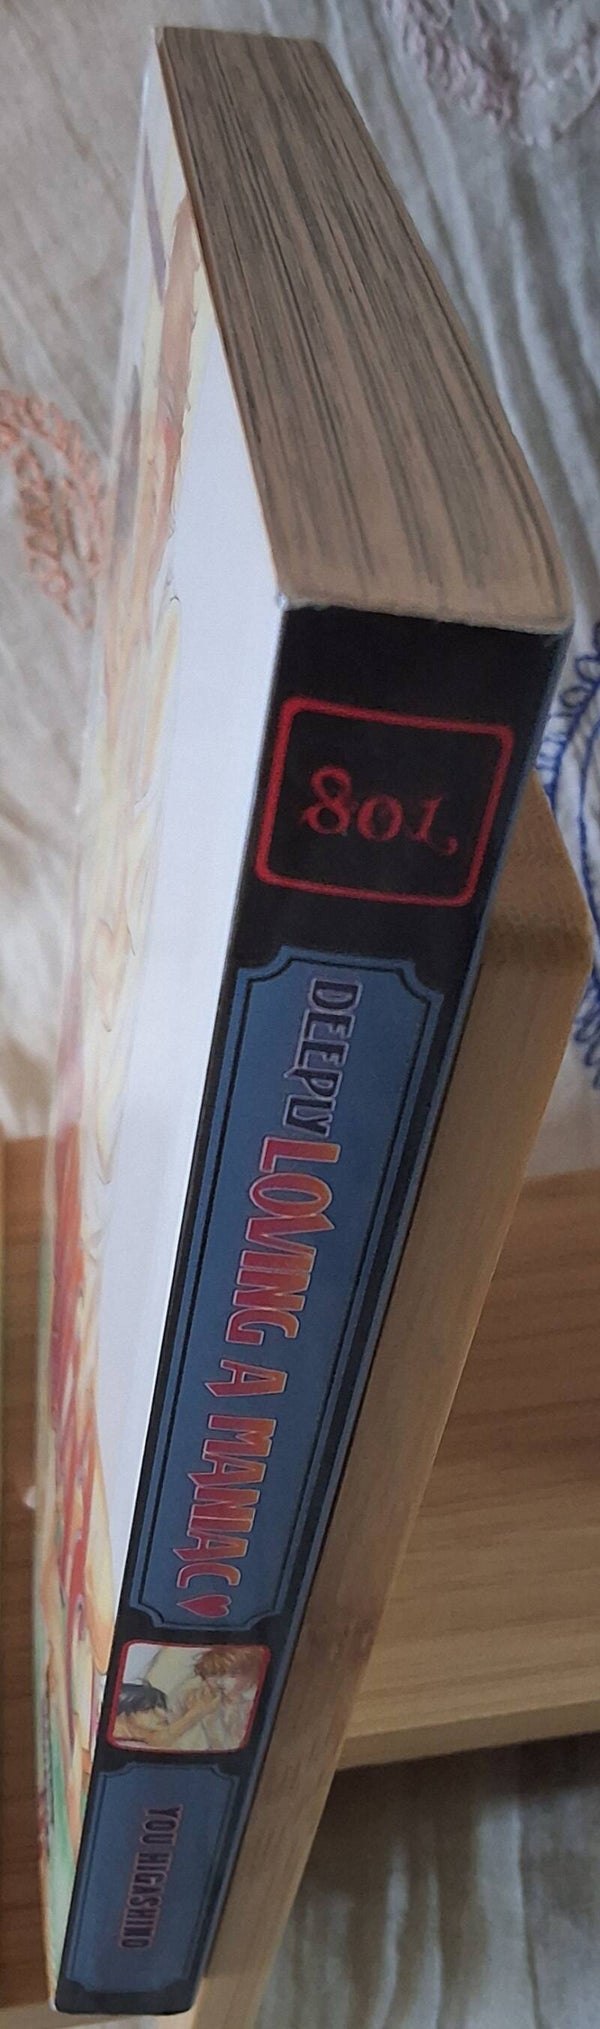 801
DEEPLY LOVING A MANIAC ♥
YOU HIGASHINO